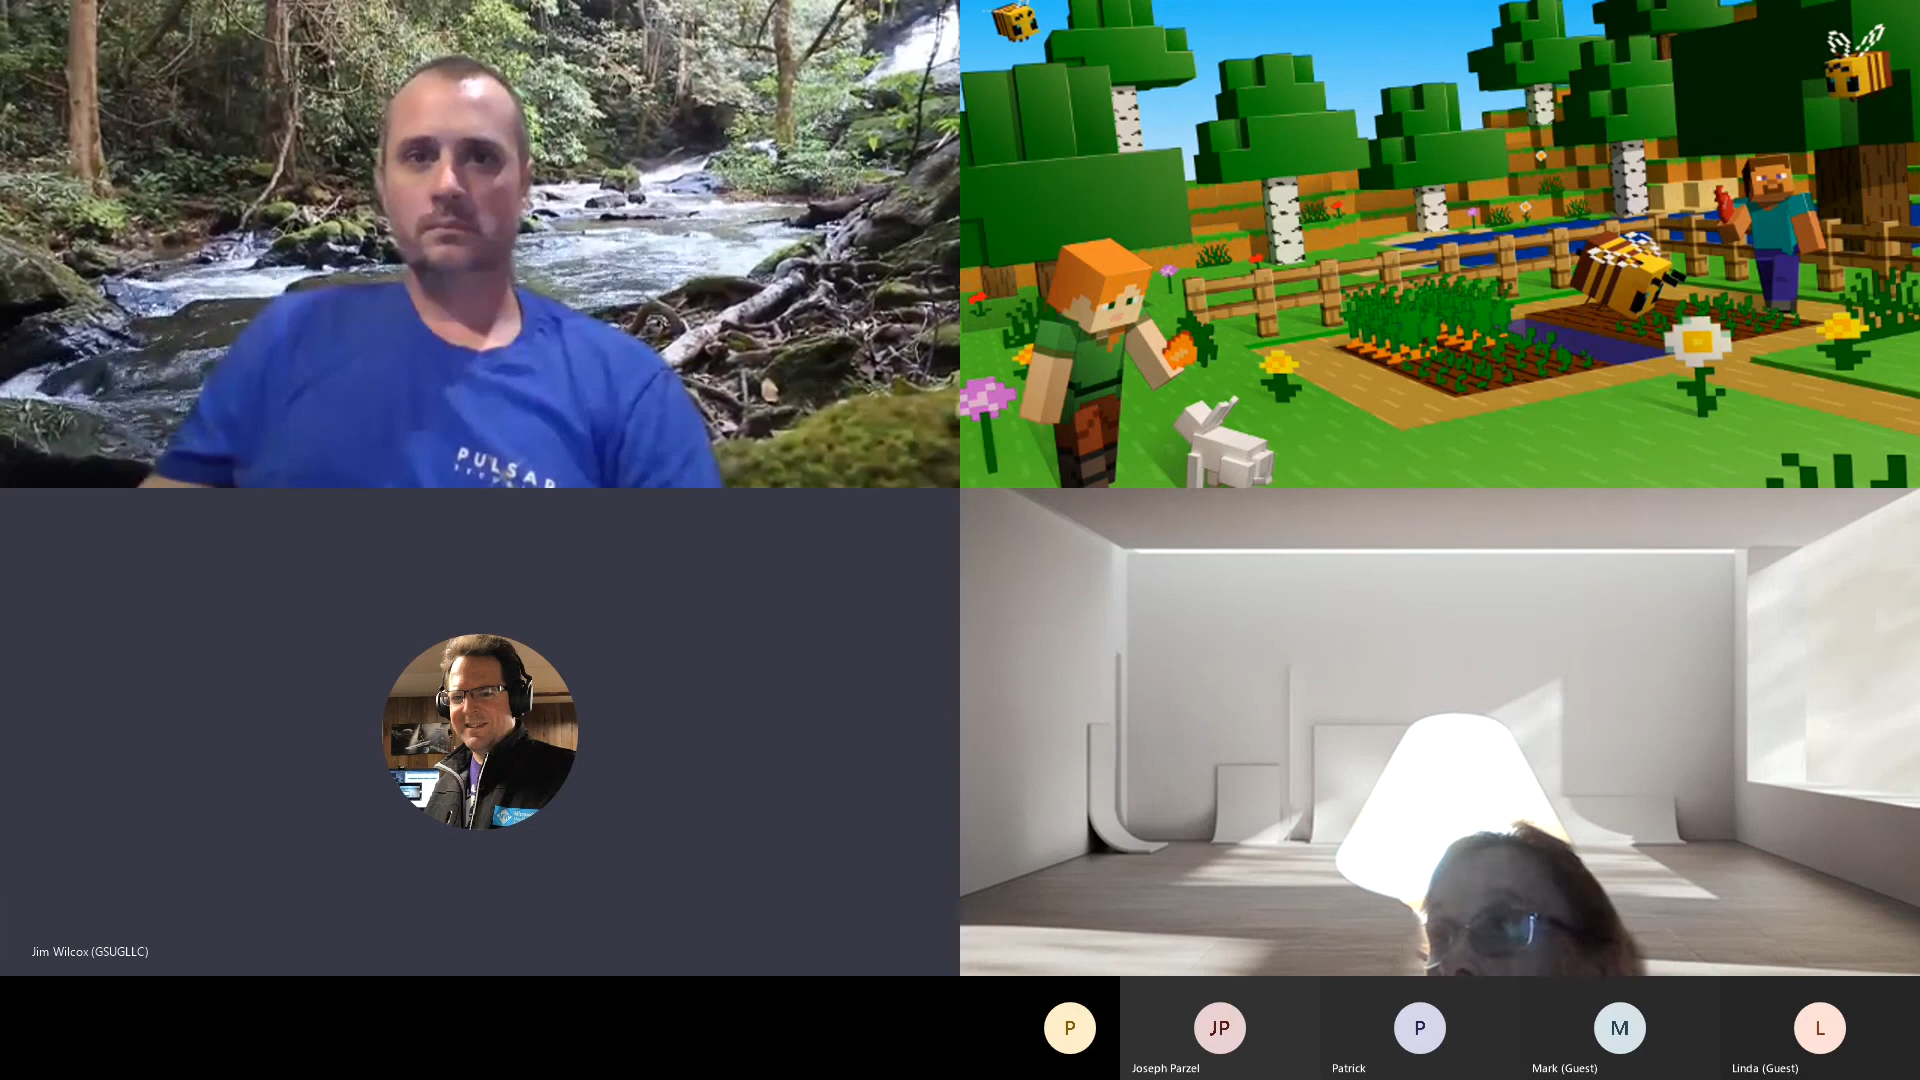 PULSAR
Jim Wilcox (GSUGLLC)
P
JP
P
M
L
Joseph Parzel
Patrick
Mark (Guest)
Linda (Guest)